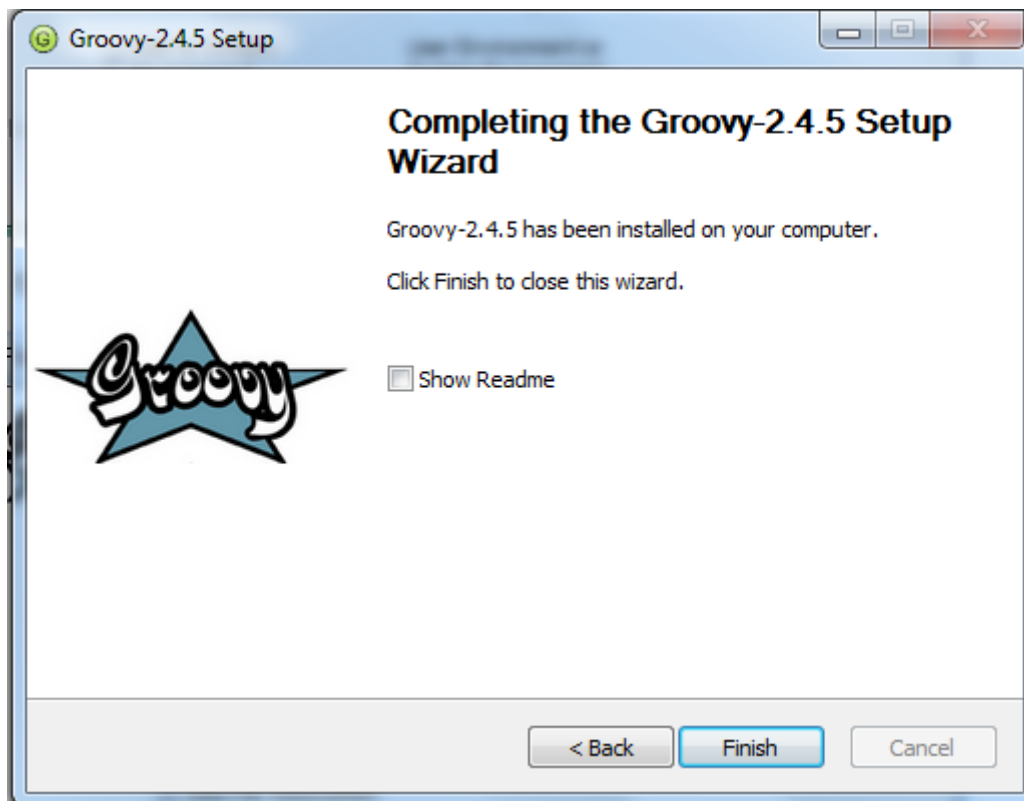 Groovy-2.4.5 Setup
Completing the Groovy-2.4.5 Setup
Wizard
Groovy-2.4.5 has been installed on your computer.
Click Finish to close this wizard.
Groovy
Show Readme
< Back
Finish
Cancel